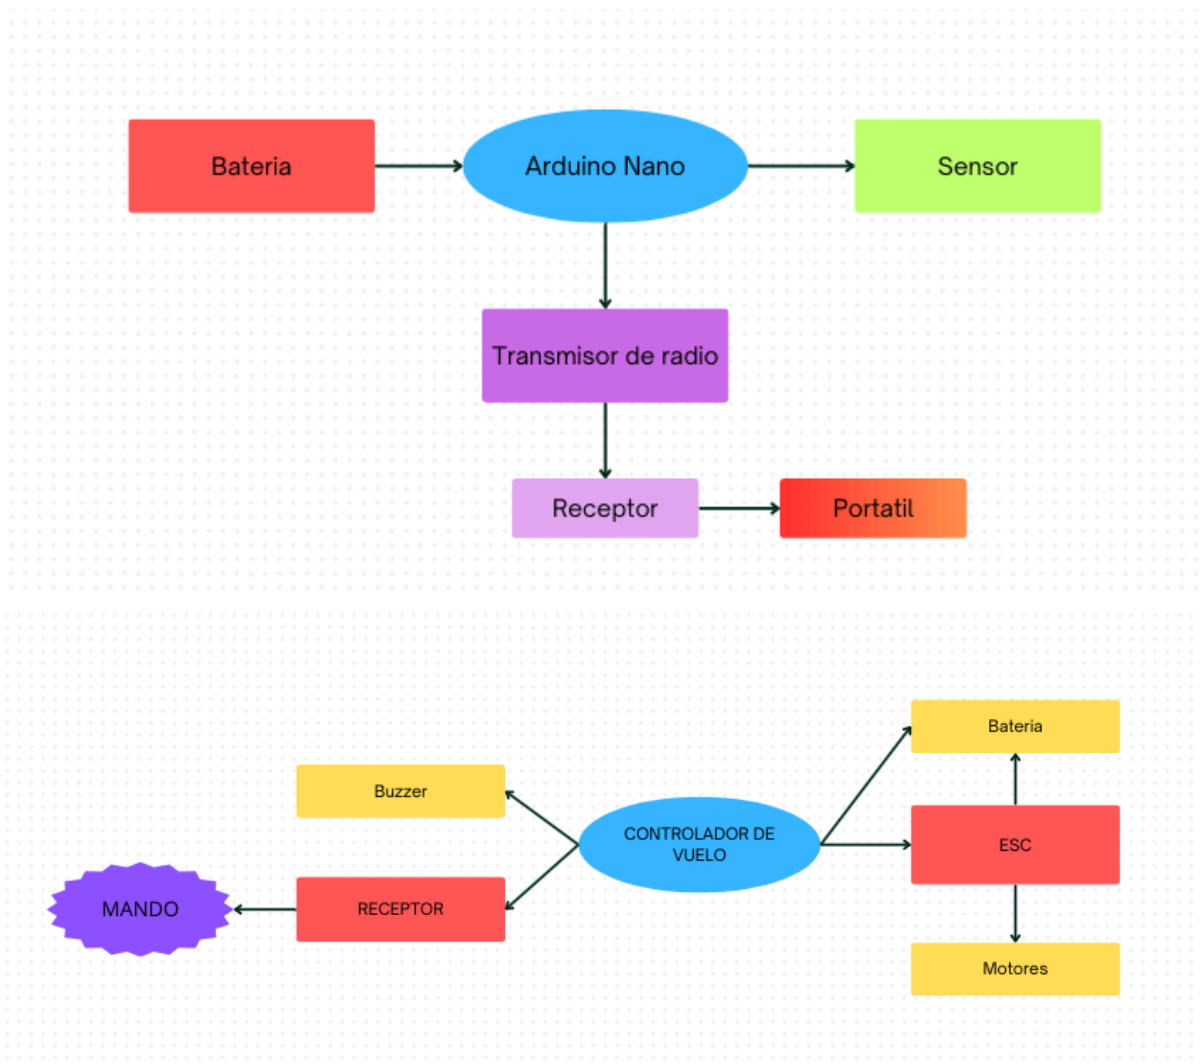 Bateria
Arduino Nano
Sensor
Transmisor de radio
Receptor
Portatil
Bateria
Buzzer
CONTROLADOR DE
VUELO
ESC
MANDO
RECEPTOR
Motores